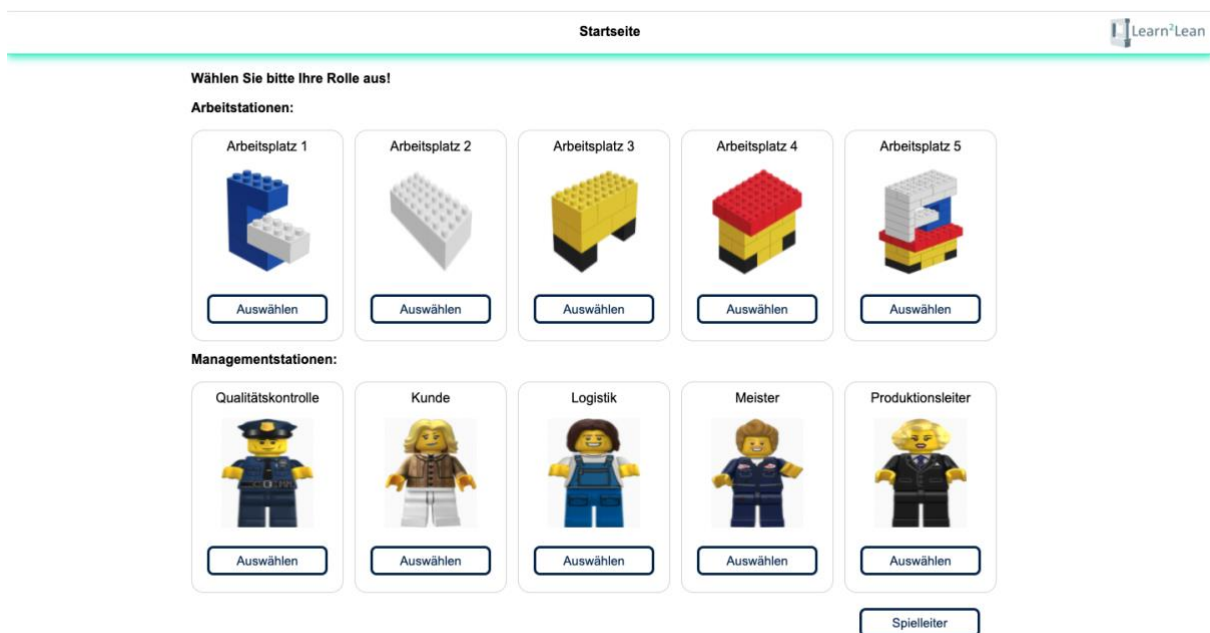 Startseite
Learn²Lean
Wählen Sie bitte Ihre Rolle aus!
Arbeitstationen:
Arbeitsplatz 1
Arbeitsplatz 2
Arbeitsplatz 3
Arbeitsplatz 4
Arbeitsplatz 5
Auswählen
Auswählen
Auswählen
Auswählen
Auswählen
Managementstationen:
Qualitätskontrolle
Kunde
Logistik
Meister
Produktionsleiter
Auswählen
Auswählen
Auswählen
Auswählen
Auswählen
Spielleiter